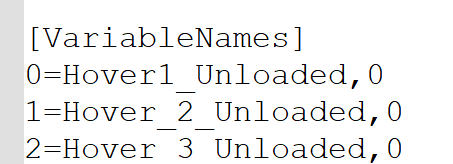 [VariableNames]
0=Hover1_Unloaded,0
1=Hover_2_Unloaded,0
2=Hover_3_Unloaded,0